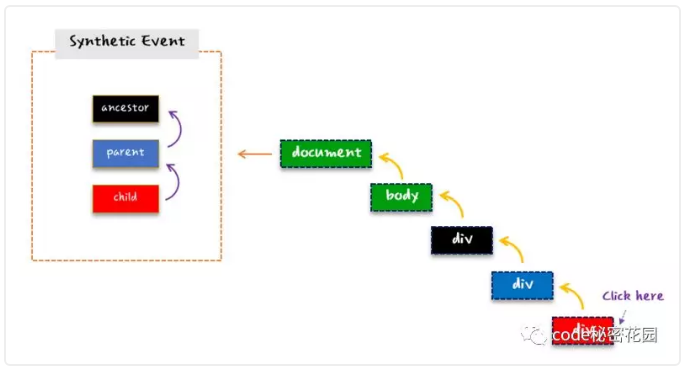 Synthetic Event
ancestor
parent
child
document
body
div
div
Click here
div
code秘密花园